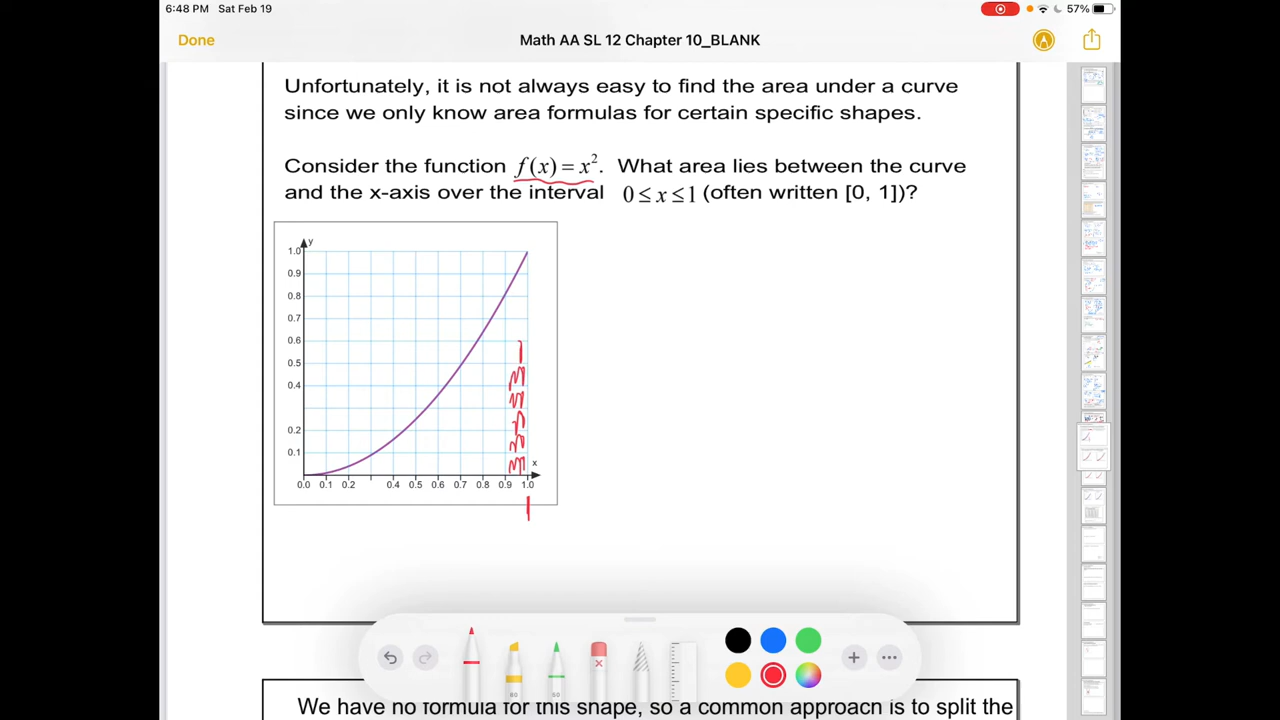 6:48 PM Sat Feb 19 57%
Done Math AA SL 12 Chapter 10_BLANK
Unfortunately, it is not always easy to find the area under a curve
since we only know area formulas for certain specific shapes.
Consider the function f(x) = x². What area lies between the curve
and the x-axis over the interval 0 ≤ x ≤ 1 (often written [0, 1])?
y
1.0
0.9
0.8
0.7
0.6
0.5
0.4
0.2
0.1
x
0.0 0.1 0.2 0.4 0.5 0.6 0.7 0.8 0.9 1.0
1
80
We have no formula for this shape, so a common approach is to split the